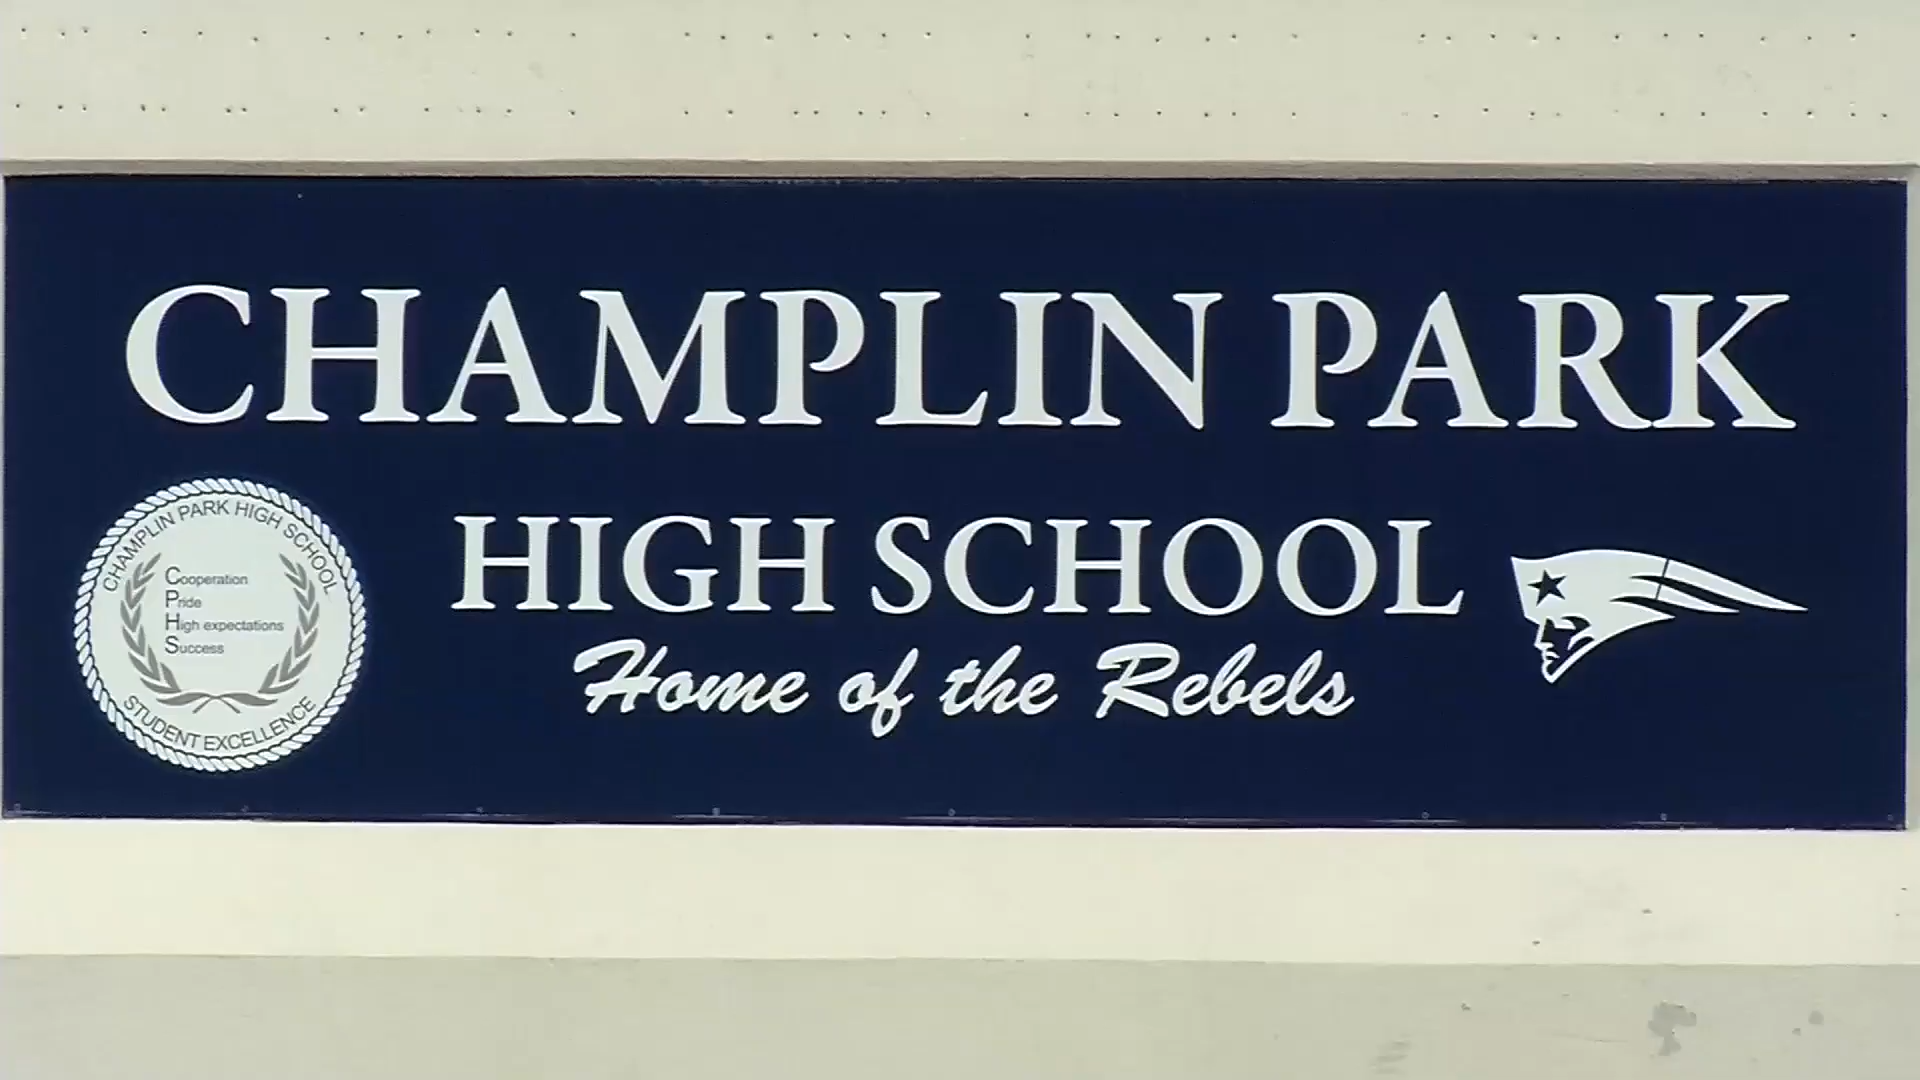 CHAMPLIN PARK
HIGH SCHOOL
Home of the Rebels
CHAMPLIN PARK HIGH SCHOOL
Cooperation
Pride
High expectations
Success
STUDENT EXCELLENCE